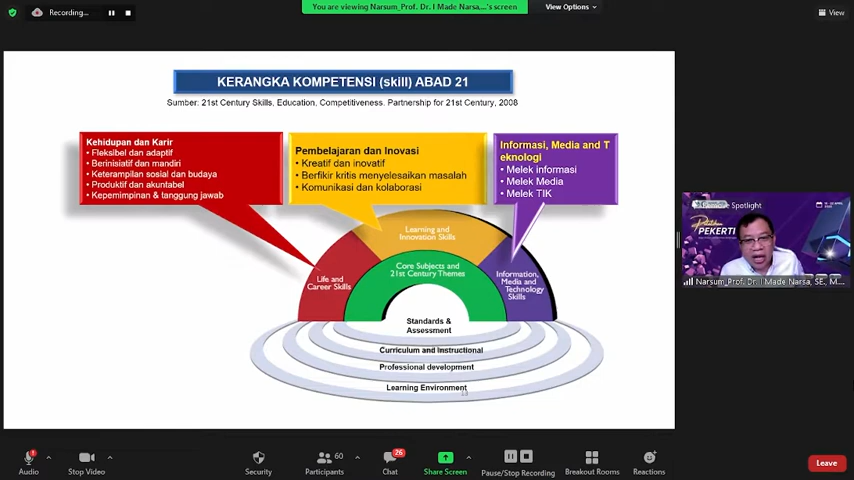 Recording...
You are viewing Narsum_Prof. Dr. I Made Narsa,...'s screen
View Options
View
KERANGKA KOMPETENSI (skill) ABAD 21
Sumber: 21st Century Skills, Education, Competitiveness. Partnership for 21st Century, 2008
Kehidupan dan Karir
• Fleksibel dan adaptif
• Berinisiatif dan mandiri
• Keterampilan sosial dan budaya
• Produktif dan akuntabel
• Kepemimpinan & tanggung jawab
Pembelajaran dan Inovasi
• Kreatif dan inovatif
• Berfikir kritis menyelesaikan masalah
• Komunikasi dan kolaborasi
Informasi, Media and T
eknologi
• Melek informasi
• Melek Media
• Melek TIK
Learning and
Innovation Skills
Core Subjects and
21st Century Themes
Life and
Career Skills
Information,
Media and
Technology
Skills
Standards &
Assessment
Curriculum and Instructional
Professional development
Learning Environment
Spotlight
PEKERTI
Narsum_Prof. Dr. I Made Narsa, SE., M....
Audio
Stop Video
Security
60
Participants
26
Chat
Share Screen
Pause/Stop Recording
Breakout Rooms
Reactions
Leave